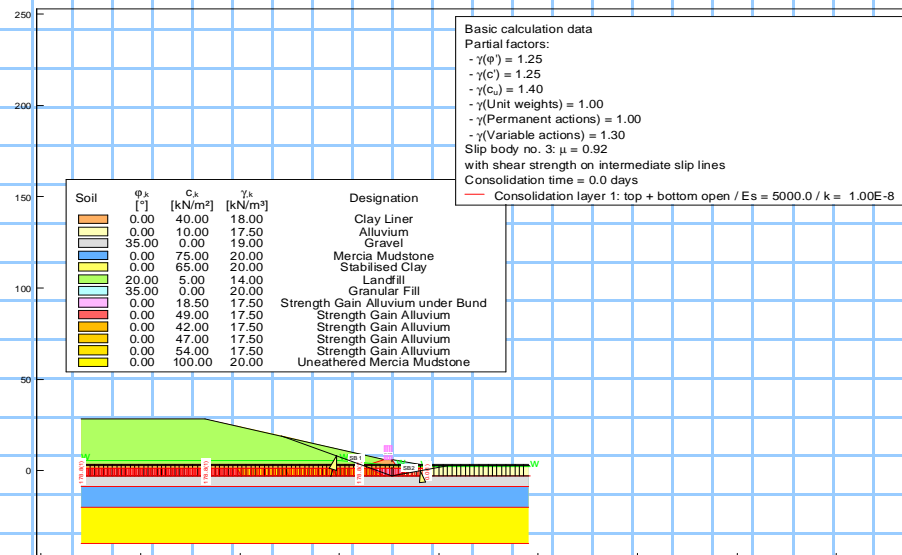 250
200
150
100
50
0
Basic calculation data
Partial factors:
- γ(φ') = 1.25
- γ(c') = 1.25
- γ(cu) = 1.40
- γ(Unit weights) = 1.00
- γ(Permanent actions) = 1.00
- γ(Variable actions) = 1.30
Slip body no. 3: μ = 0.92
with shear strength on intermediate slip lines
Consolidation time = 0.0 days
Consolidation layer 1: top + bottom open / Es = 5000.0 / k = 1.00E-8
Soil φ,k [°] c,k [kN/m²] γ,k [kN/m³] Designation
0.00 40.00 18.00 Clay Liner
0.00 10.00 17.50 Alluvium
35.00 0.00 19.00 Gravel
0.00 75.00 20.00 Mercia Mudstone
0.00 65.00 20.00 Stabilised Clay
20.00 5.00 14.00 Landfill
35.00 0.00 20.00 Granular Fill
0.00 18.50 17.50 Strength Gain Alluvium under Bund
0.00 49.00 17.50 Strength Gain Alluvium
0.00 42.00 17.50 Strength Gain Alluvium
0.00 47.00 17.50 Strength Gain Alluvium
0.00 54.00 17.50 Strength Gain Alluvium
0.00 100.00 20.00 Uneathered Mercia Mudstone
W
W
W
SB1
SB2